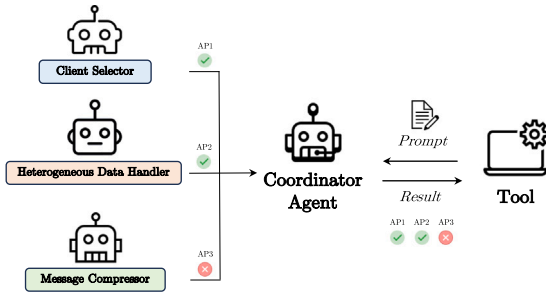 AP1
Client Selector
AP2
Heterogeneous Data Handler
AP3
Message Compressor
Coordinator
Agent
Prompt
Result
AP1 AP2 AP3
Tool